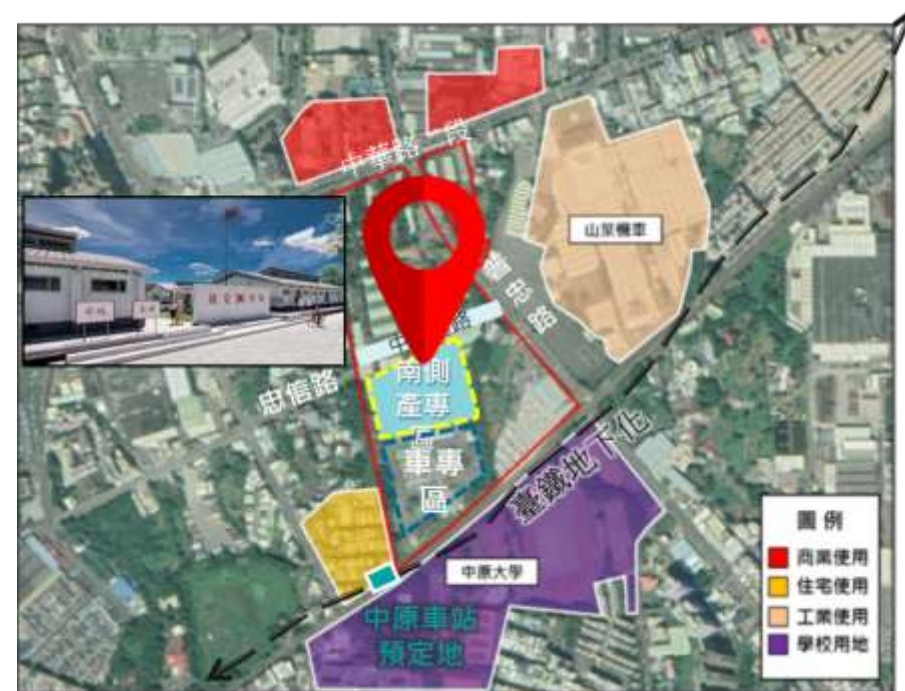 中華路一段
山葉機車
普忠路
中
路
忠信路
南側
產專
區
車專
區
臺鐵地下化
中原大學
中原車站
預定地
圖例
商業使用
住宅使用
工業使用
學校用地